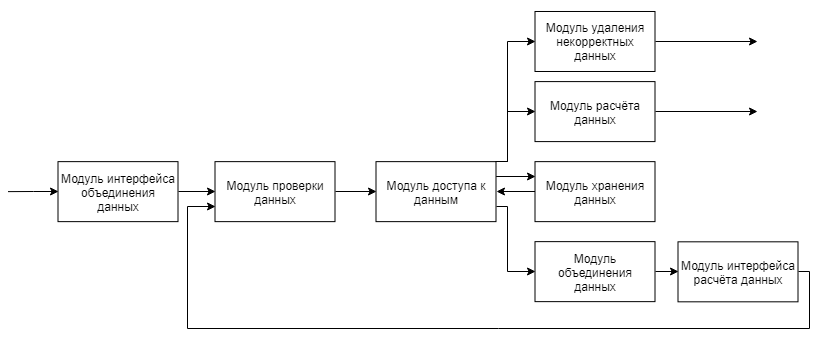 Модуль удаления
некорректных
данных
Модуль расчёта
данных
Модуль интерфейса
объединения
данных
Модуль проверки
данных
Модуль доступа к
данным
Модуль хранения
данных
Модуль
объединения
данных
Модуль интерфейса
расчёта данных